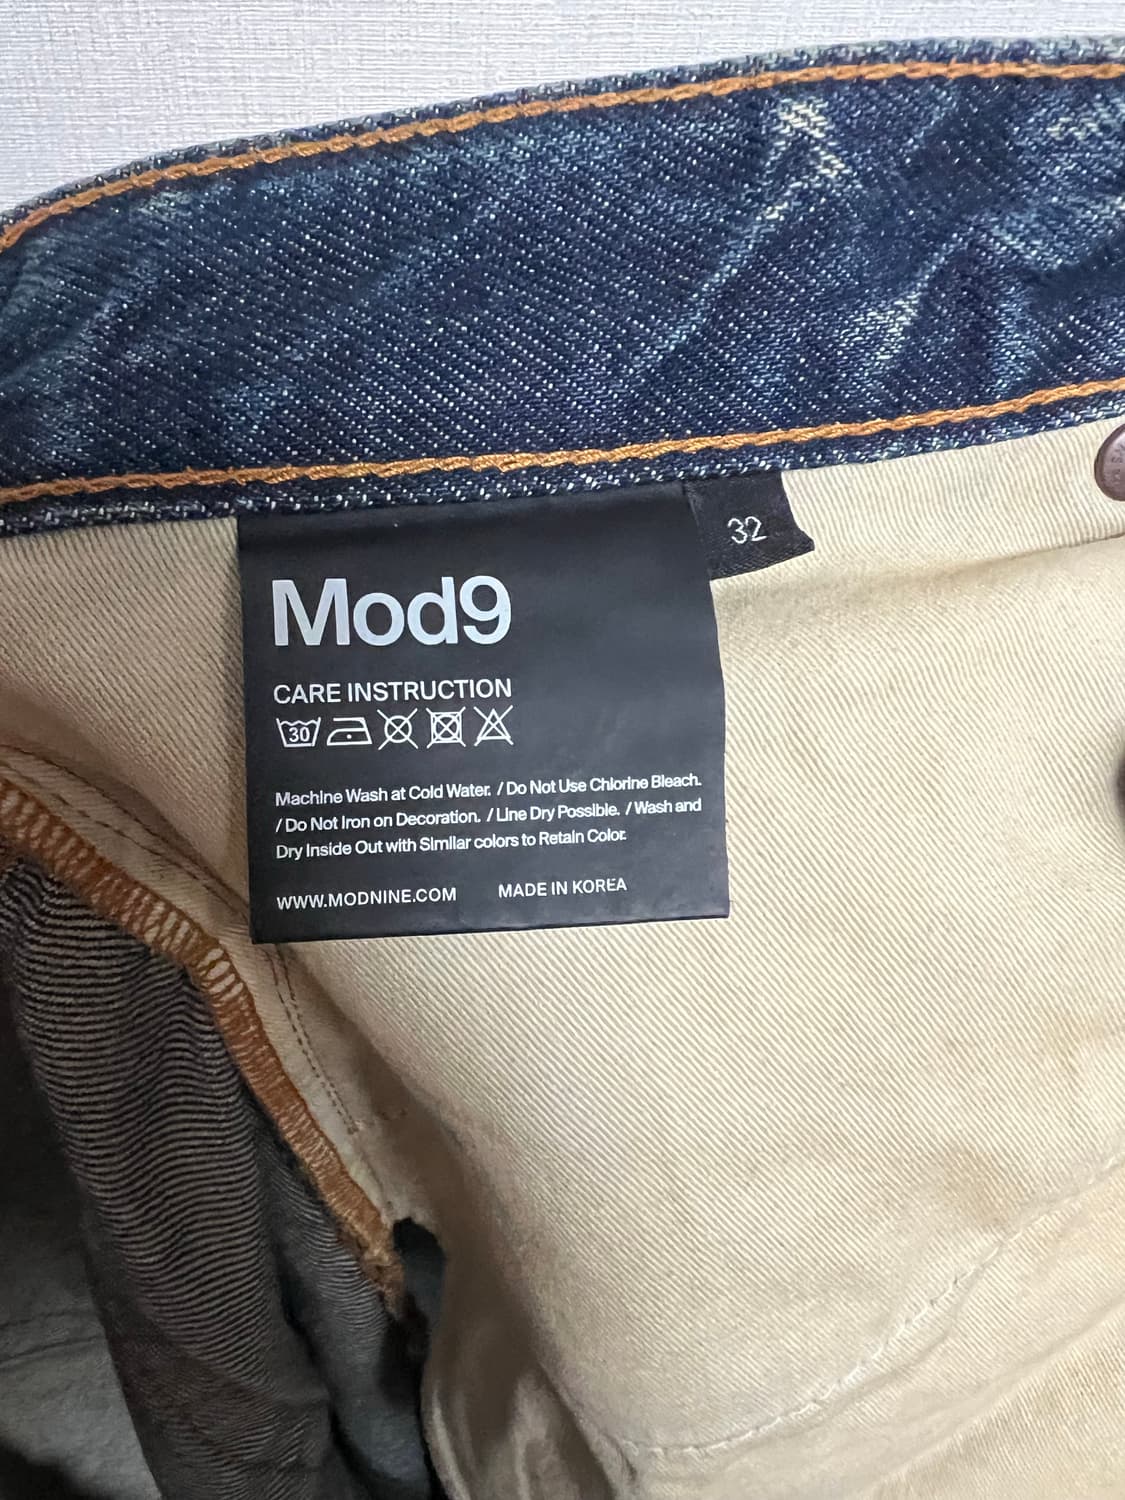 32
Mod9
CARE INSTRUCTION
30
Machine Wash at Cold Water. / Do Not Use Chlorine Bleach.
/ Do Not Iron on Decoration. / Line Dry Possible. / Wash and
Dry Inside Out with Similar colors to Retain Color.
WWW.MODNINE.COM MADE IN KOREA